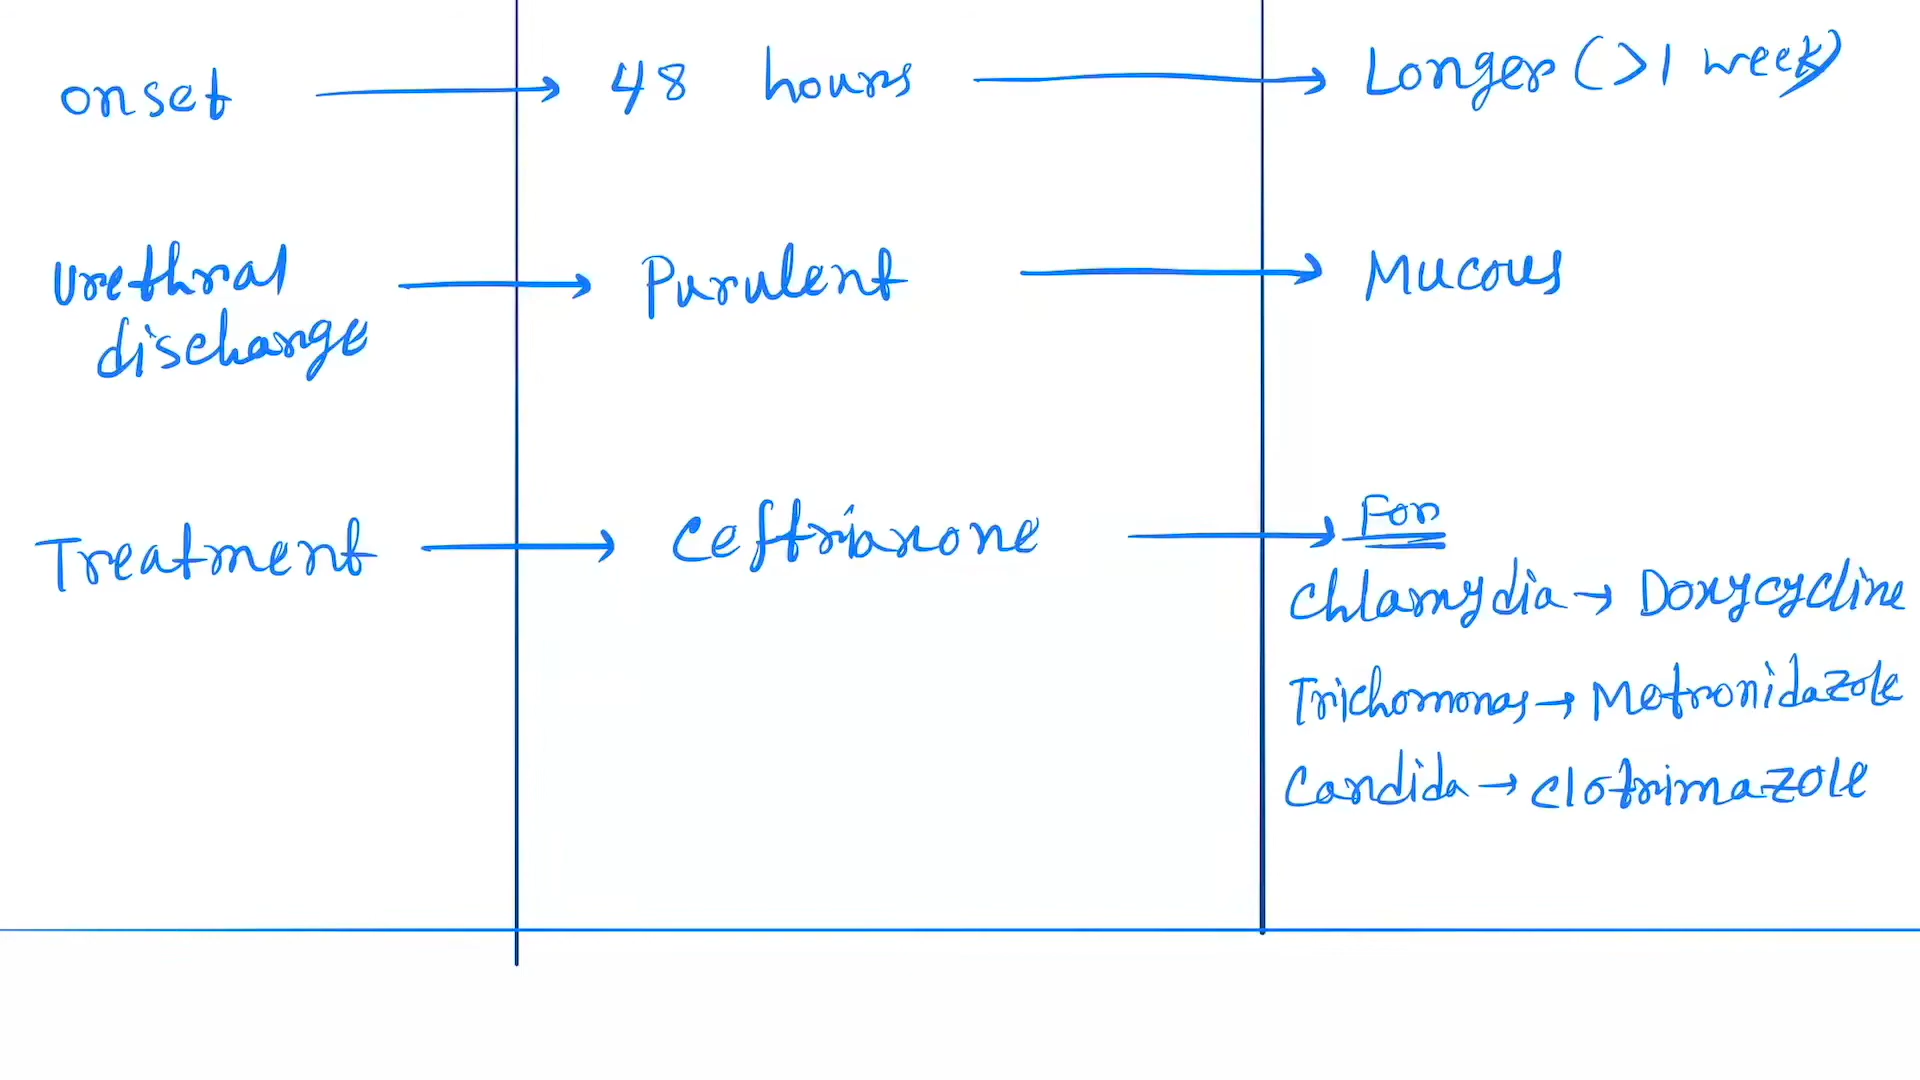 onset → 48 hours → Longer (>1 week)
Urethral
discharge → Purulent → Mucous
Treatment → Ceftriaxone → For
Chlamydia → Doxycycline
Trichomonas → Metronidazole
Candida → Clotrimazole